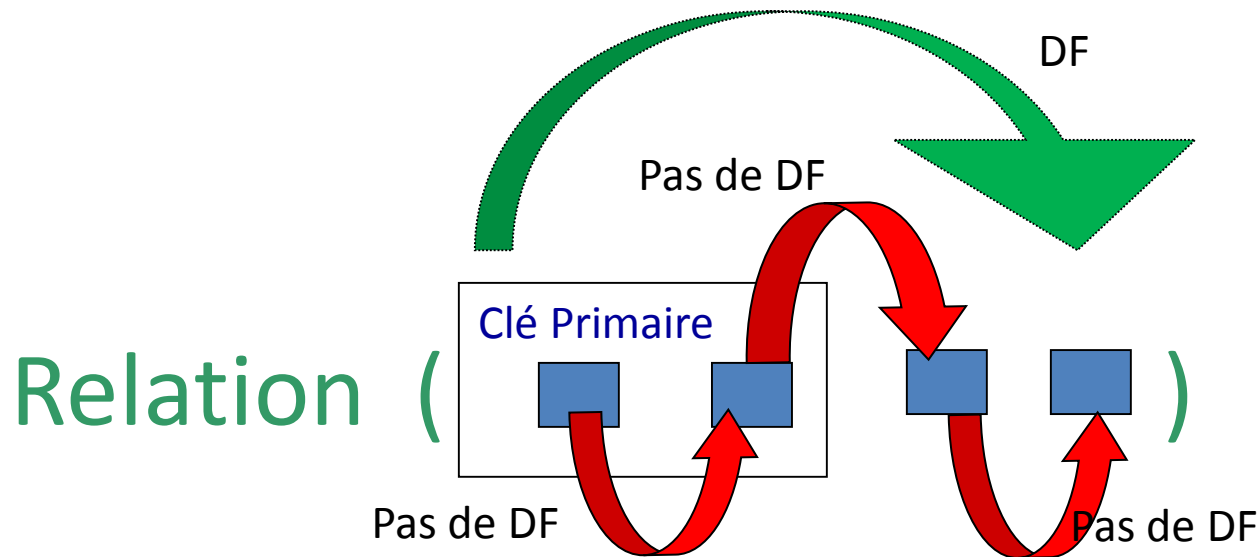 DF
Pas de DF
Clé Primaire
Relation ( )
Pas de DF
Pas de DF